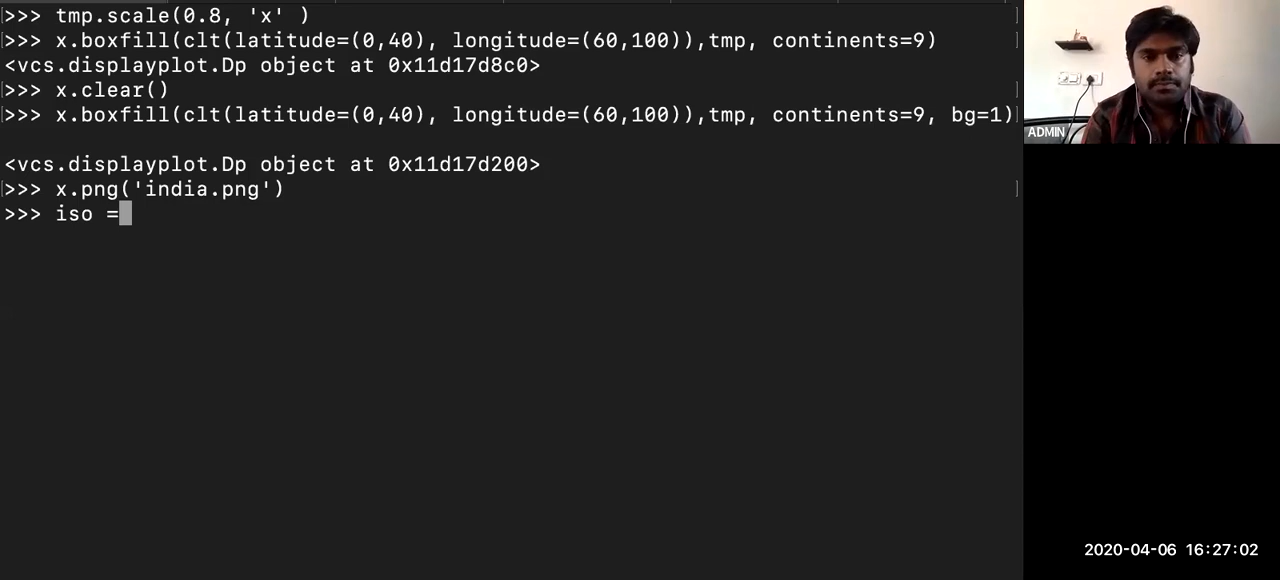 >>> tmp.scale(0.8, 'x' )
>>> x.boxfill(clt(latitude=(0,40), longitude=(60,100)),tmp, continents=9)
<vcs.displayplot.Dp object at 0x11d17d8c0>
>>> x.clear()
>>> x.boxfill(clt(latitude=(0,40), longitude=(60,100)),tmp, continents=9, bg=1)
<vcs.displayplot.Dp object at 0x11d17d200>
>>> x.png('india.png')
>>> iso =
ADMIN
2020-04-06 16:27:02